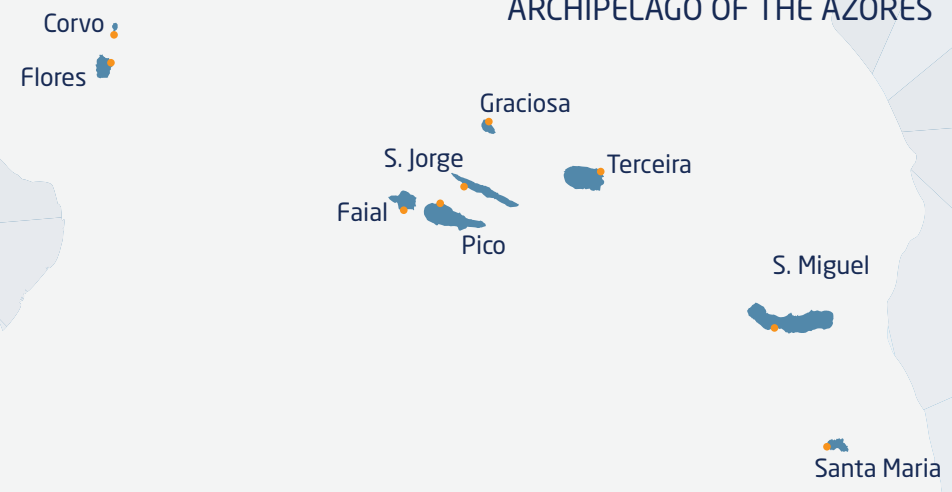 ARCHIPELAGO OF THE AZORES
Corvo
Flores
Graciosa
S. Jorge
Terceira
Faial
Pico
S. Miguel
Santa Maria